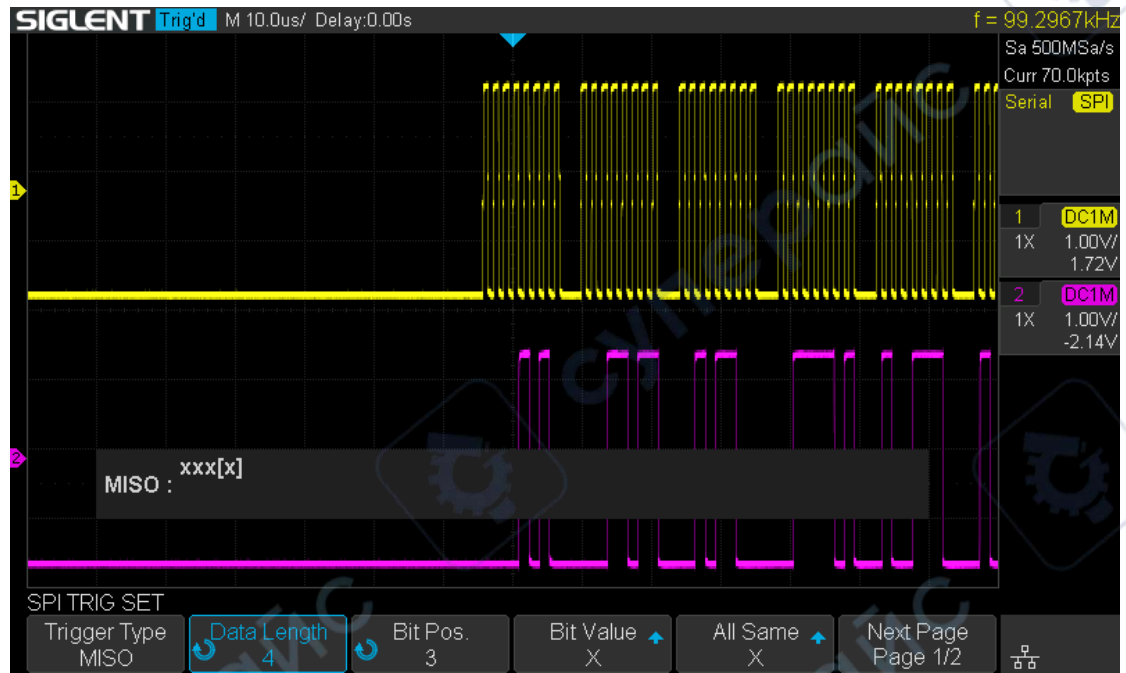 SIGLENT Trig'd M 10.0us/ Delay:0.00s f = 99.2967kHz
Sa 500MSa/s
Curr 70.0kpts
Serial SPI
1
1 DC1M
1X 1.00V/
1.72V
2 DC1M
1X 1.00V/
-2.14V
2
MISO : xxx[x]
SPI TRIG SET
Trigger Type Data Length Bit Pos. Bit Value All Same Next Page
MISO 4 3 X X Page 1/2
суперайс